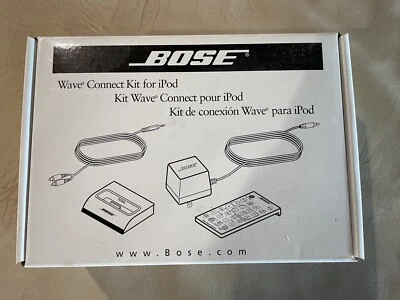 BOSE®
Wave® Connect Kit for iPod
Kit Wave® Connect pour iPod
Kit de conexión Wave® para iPod
BOSE
www.Bose.com